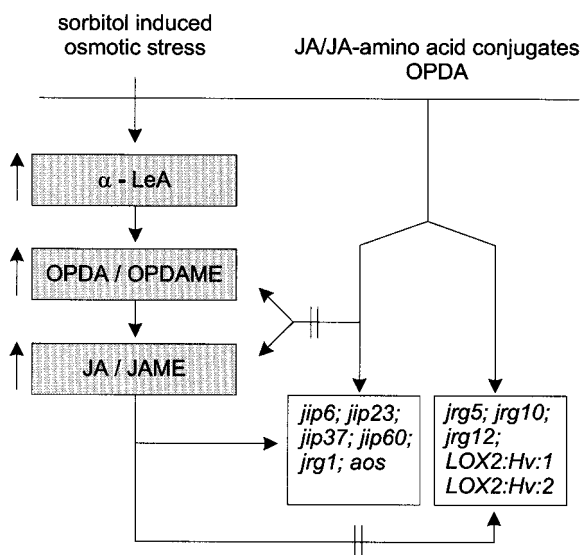 sorbitol induced
osmotic stress
JA/JA-amino acid conjugates
OPDA
α - LeA
OPDA / OPDAME
JA / JAME
jip6; jip23;
jip37; jip60;
jrg1; aos
jrg5; jrg10;
jrg12;
LOX2:Hv:1
LOX2:Hv:2